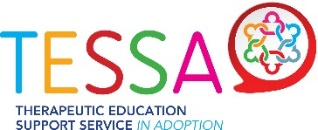 TESSA
THERAPEUTIC EDUCATION
SUPPORT SERVICE IN ADOPTION